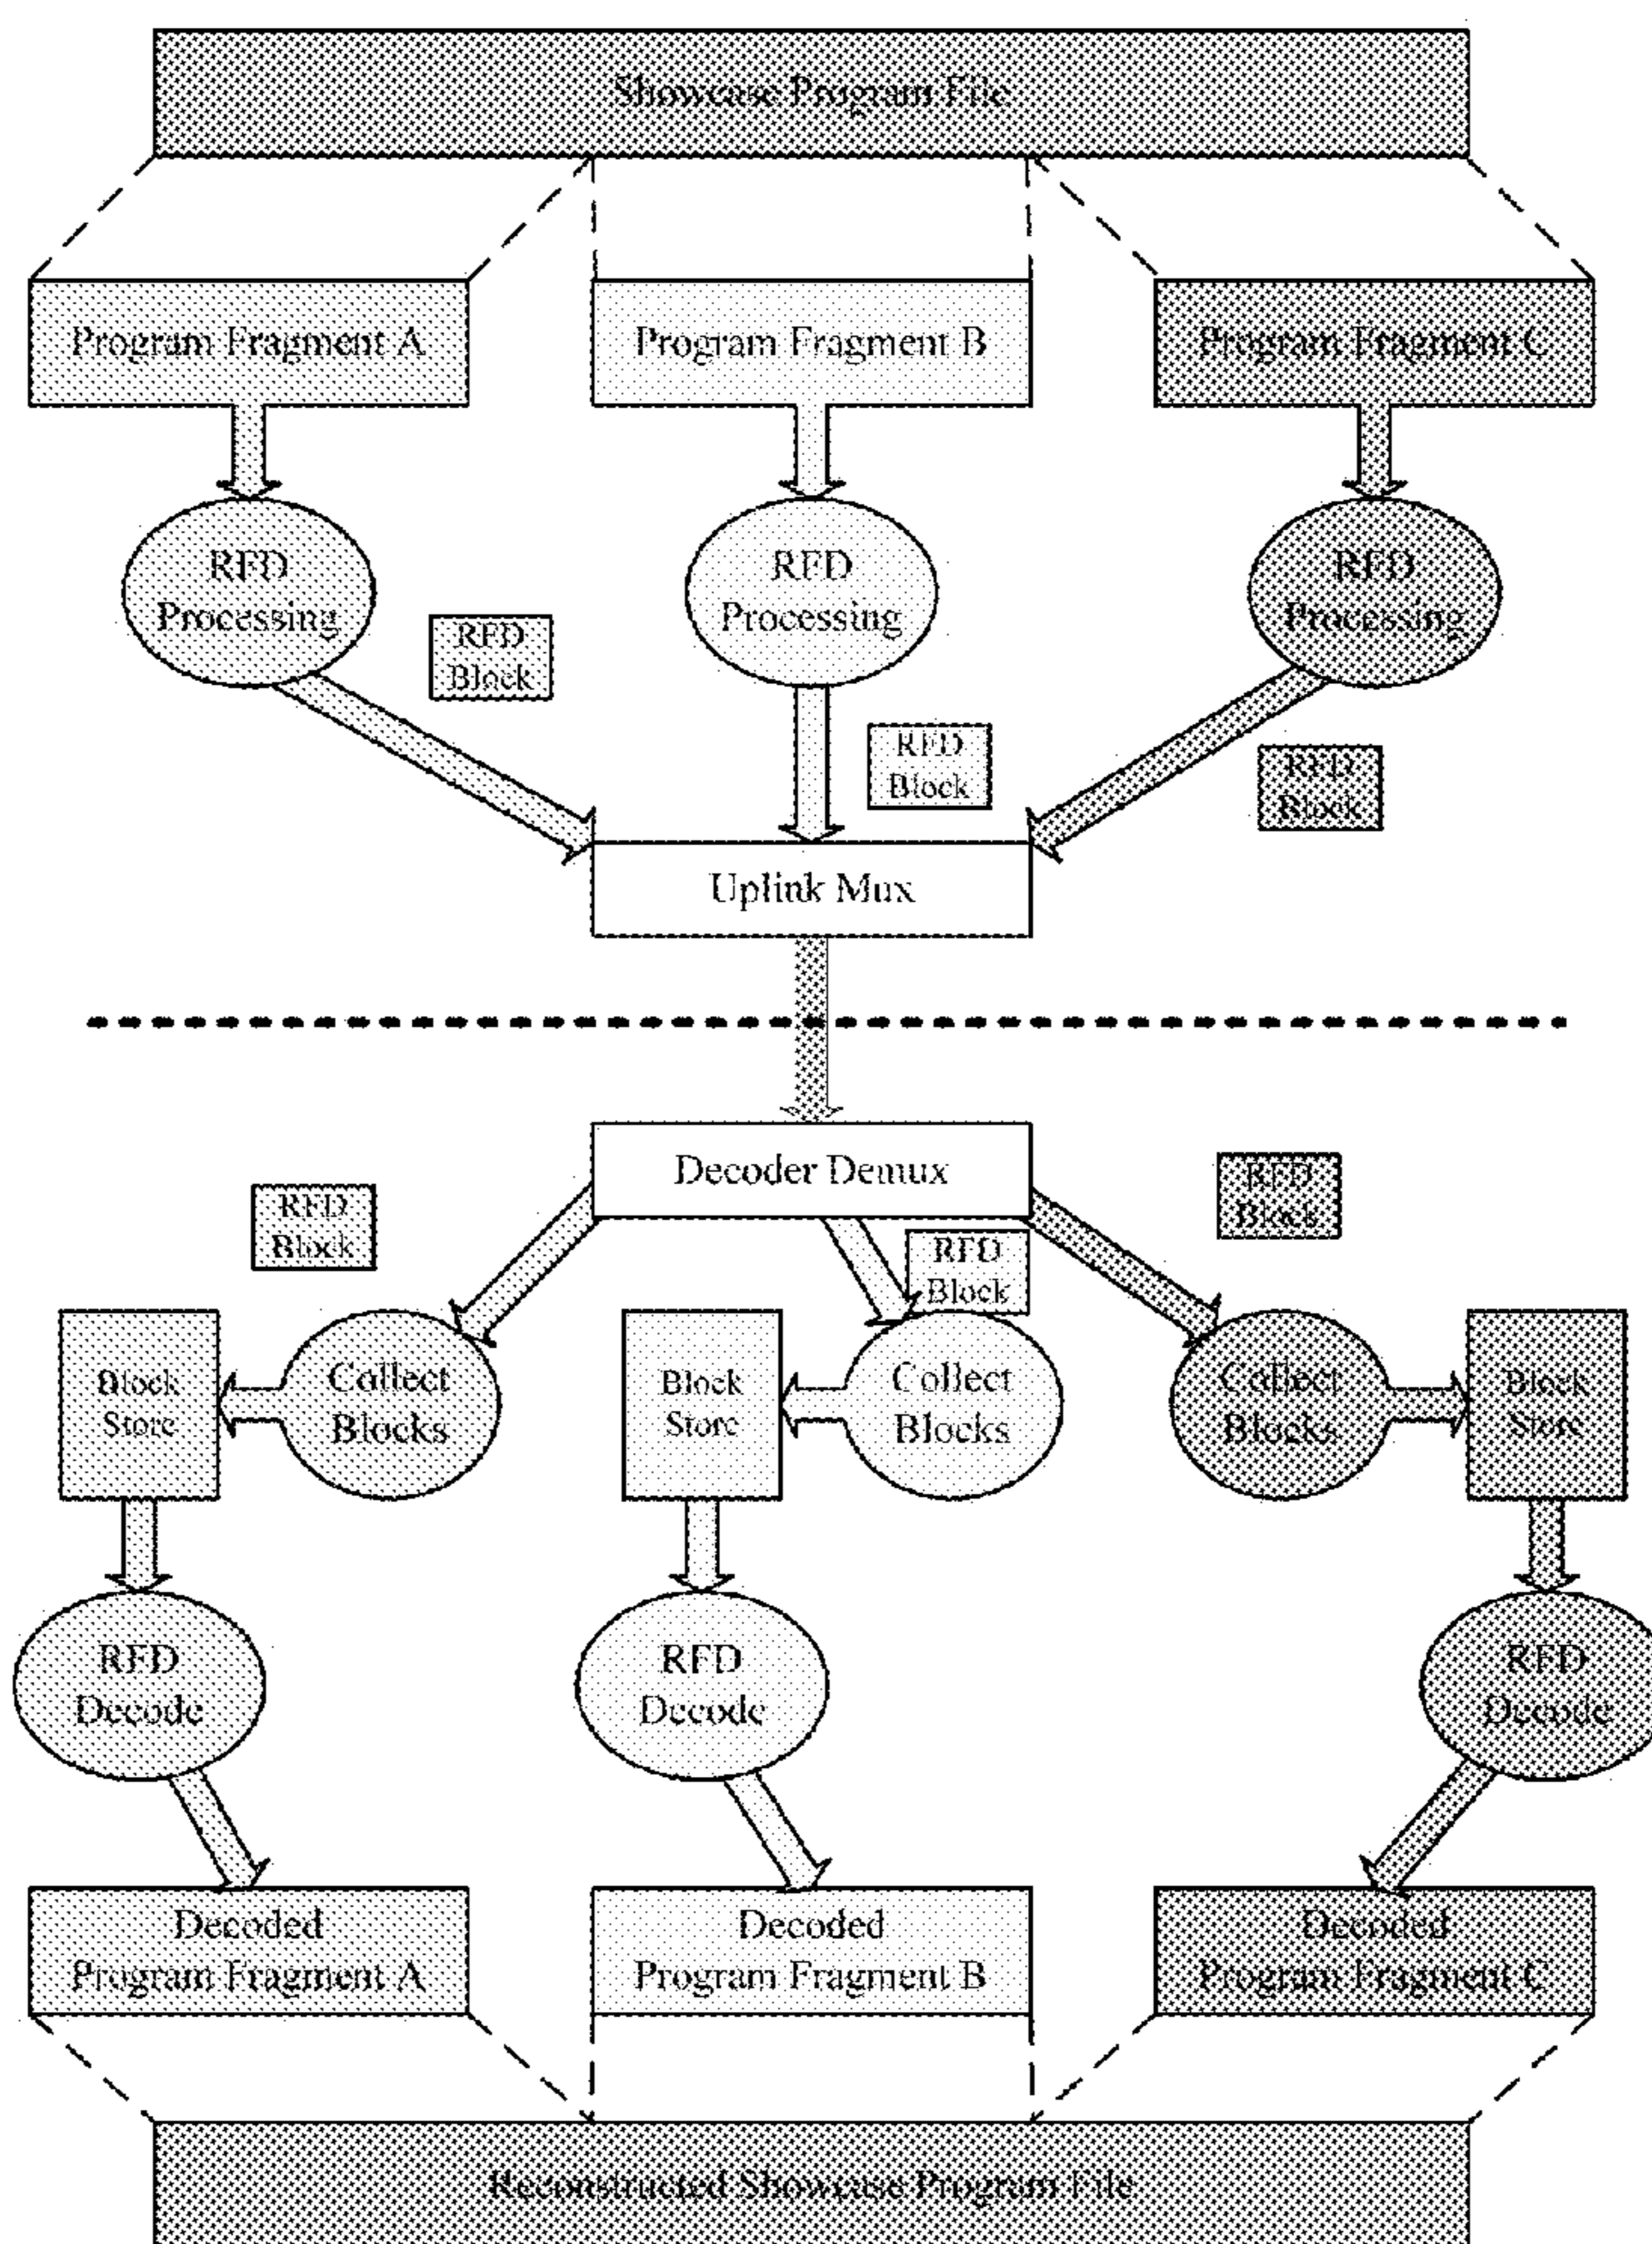 Showcase Program File
Program Fragment A
Program Fragment B
Program Fragment C
RFD
Processing
RFD
Processing
RFD
Processing
RFD
Block
RFD
Block
RFD
Block
Uplink Mux
Decoder Demux
RFD
Block
RFD
Block
RFD
Block
Block
Store
Collect
Blocks
Block
Store
Collect
Blocks
Collect
Blocks
Block
Store
RFD
Decode
RFD
Decode
RFD
Decode
Decoded
Program Fragment A
Decoded
Program Fragment B
Decoded
Program Fragment C
Reconstructed Showcase Program File